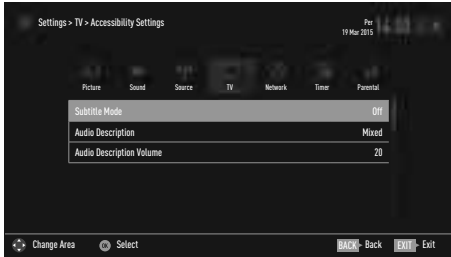 Settings > TV > Accessibility Settings
Per
19 Mar 2015
Picture Sound Source TV Network Timer Parental
Subtitle Mode Off
Audio Description Mixed
Audio Description Volume 20
Change Area OK Select BACK Back EXIT Exit